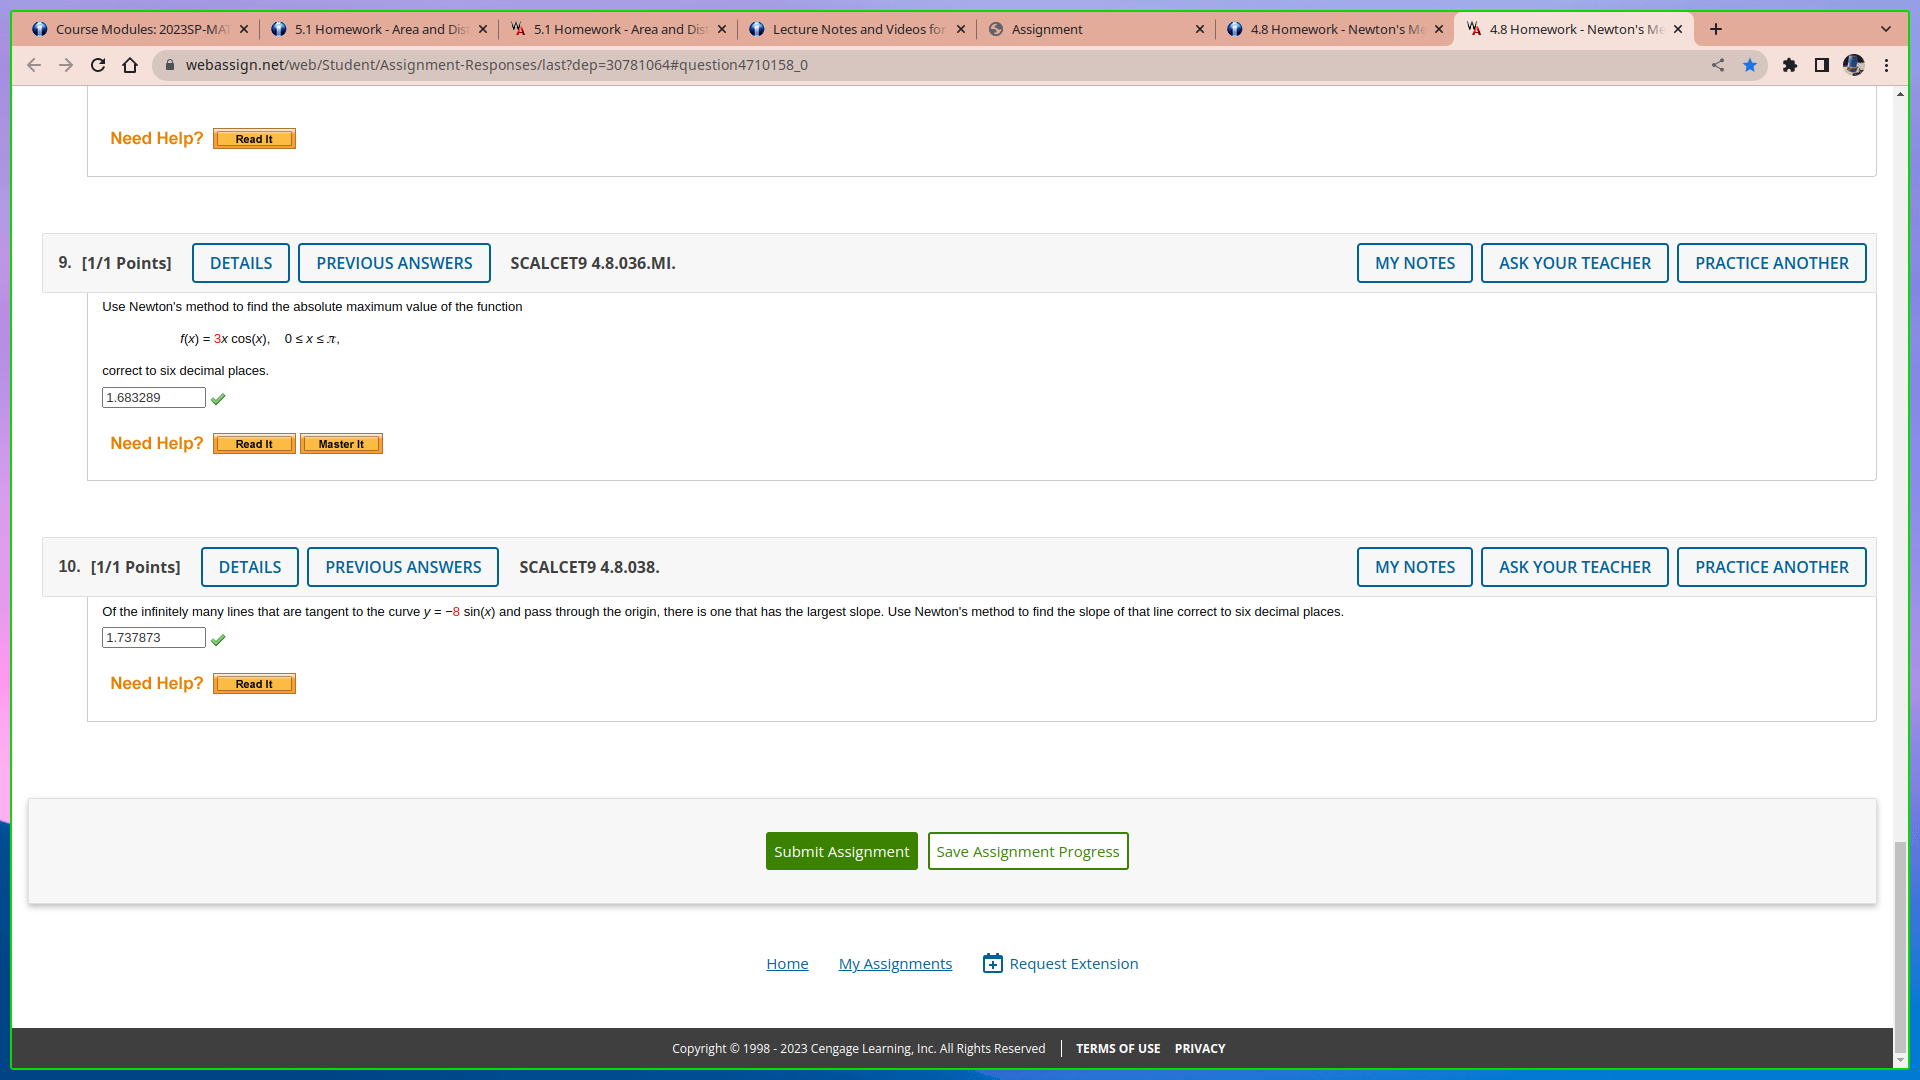 Course Modules: 2023SP-MAT
5.1 Homework - Area and Dist
5.1 Homework - Area and Dist
Lecture Notes and Videos for
Assignment
4.8 Homework - Newton's Me
4.8 Homework - Newton's Me
webassign.net/web/Student/Assignment-Responses/last?dep=30781064#question4710158_0
Need Help? Read It
9. [1/1 Points] DETAILS PREVIOUS ANSWERS SCALCET9 4.8.036.MI. MY NOTES ASK YOUR TEACHER PRACTICE ANOTHER
Use Newton's method to find the absolute maximum value of the function
f(x) = 3x cos(x), 0 ≤ x ≤ π,
correct to six decimal places.
1.683289
Need Help? Read It Master It
10. [1/1 Points] DETAILS PREVIOUS ANSWERS SCALCET9 4.8.038. MY NOTES ASK YOUR TEACHER PRACTICE ANOTHER
Of the infinitely many lines that are tangent to the curve y = −8 sin(x) and pass through the origin, there is one that has the largest slope. Use Newton's method to find the slope of that line correct to six decimal places.
1.737873
Need Help? Read It
Submit Assignment Save Assignment Progress
Home My Assignments Request Extension
Copyright © 1998 - 2023 Cengage Learning, Inc. All Rights Reserved TERMS OF USE PRIVACY